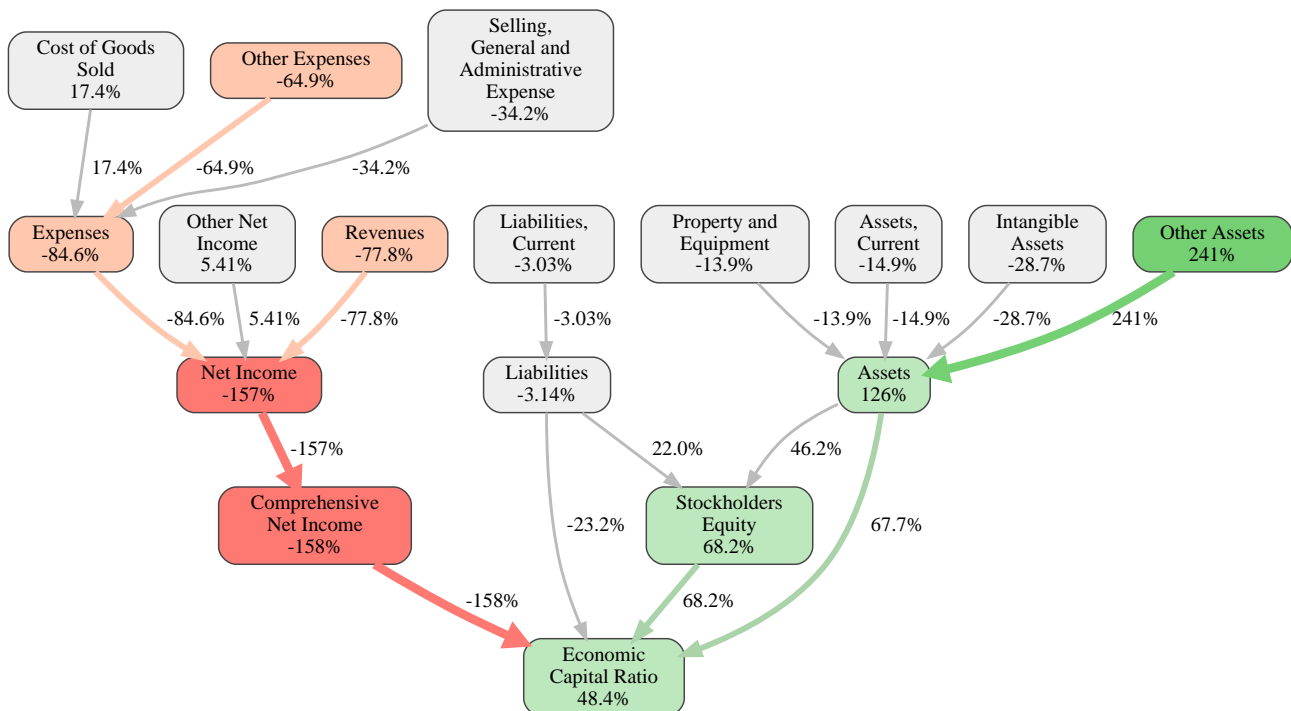 Cost of Goods
Sold
17.4%
Other Expenses
-64.9%
Selling,
General and
Administrative
Expense
-34.2%
17.4%
-64.9%
-34.2%
Expenses
-84.6%
Other Net
Income
5.41%
Revenues
-77.8%
Liabilities,
Current
-3.03%
Property and
Equipment
-13.9%
Assets,
Current
-14.9%
Intangible
Assets
-28.7%
Other Assets
241%
-84.6%
5.41%
-77.8%
-3.03%
-13.9%
-14.9%
-28.7%
241%
Net Income
-157%
Liabilities
-3.14%
Assets
126%
-157%
22.0%
46.2%
Comprehensive
Net Income
-158%
-23.2%
Stockholders
Equity
68.2%
67.7%
-158%
68.2%
Economic
Capital Ratio
48.4%